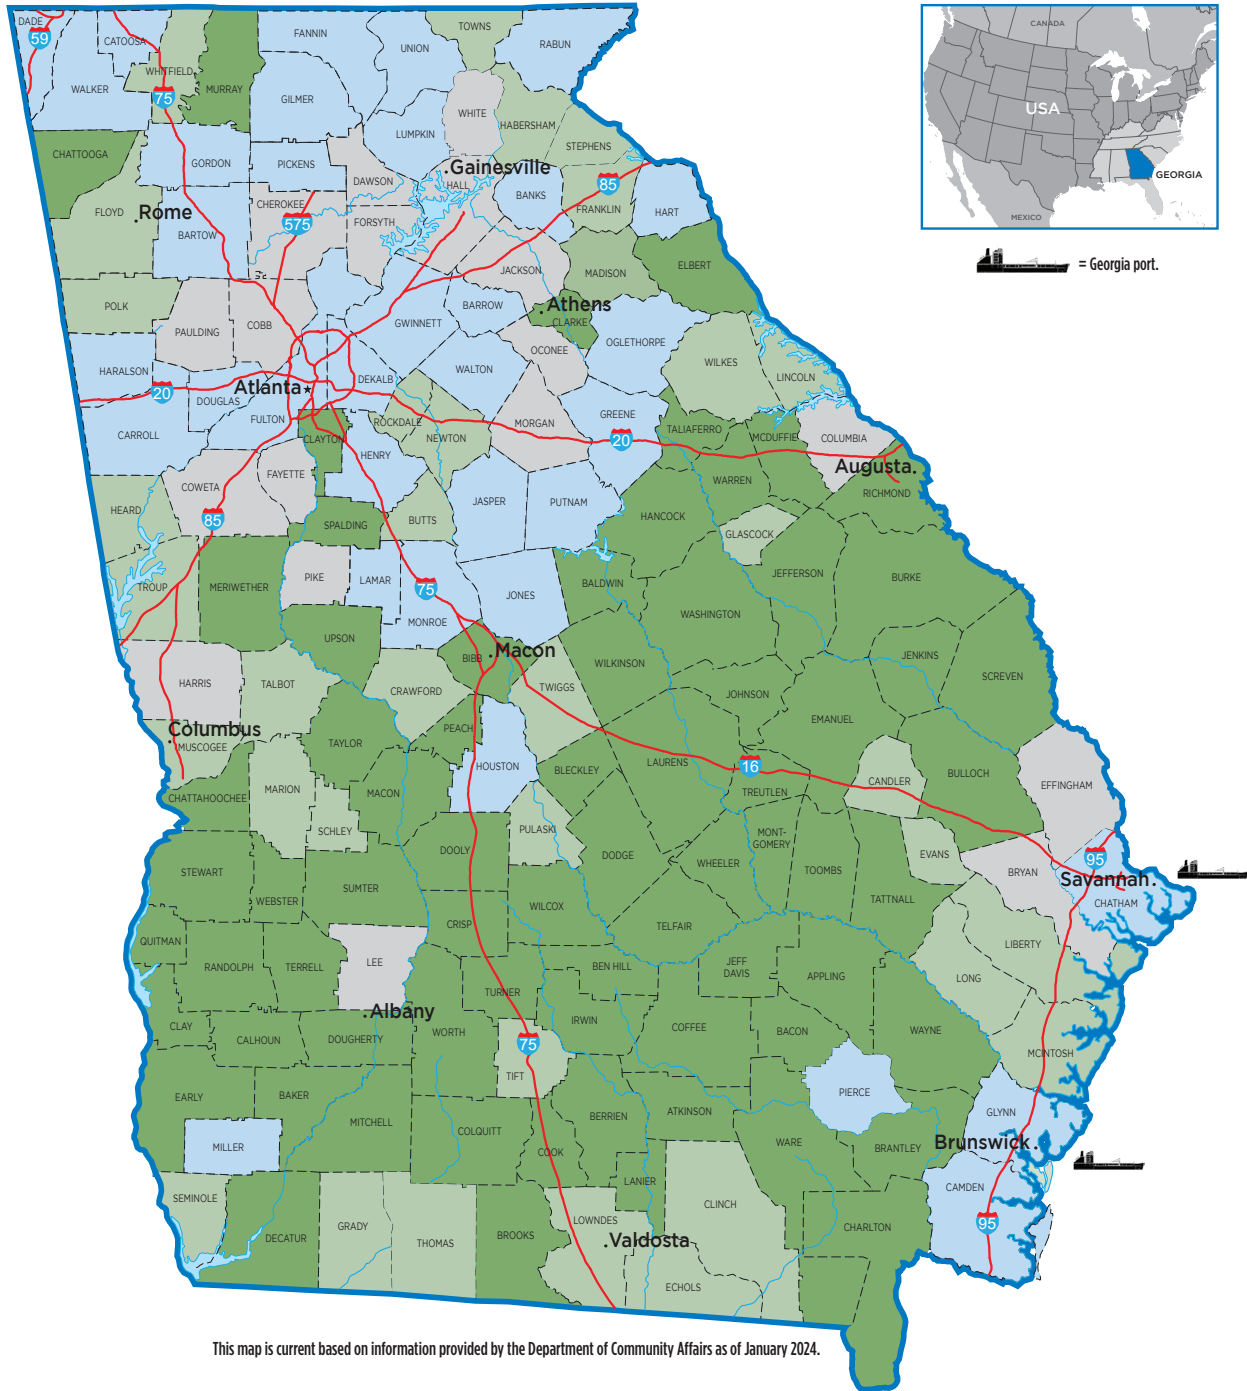 DADE
59
CATOOSA
FANNIN
TOWNS
UNION
RABUN
WALKER
WHITFIELD
75
MURRAY
GILMER
WHITE
LUMPKIN
HABERSHAM
STEPHENS
CHATTOOGA
GORDON
PICKENS
DAWSON
Gainesville
HALL
BANKS
85
FRANKLIN
HART
FLOYD
Rome
CHEROKEE
575
FORSYTH
BARTOW
JACKSON
MADISON
ELBERT
POLK
PAULDING
COBB
BARROW
Athens
CLARKE
GWINNETT
OCONEE
OGLETHORPE
WILKES
LINCOLN
HARALSON
20
DOUGLAS
Atlanta
DEKALB
WALTON
CARROLL
FULTON
CLAYTON
ROCKDALE
NEWTON
MORGAN
GREENE
20
TALIAFERRO
MCDUFFIE
COLUMBIA
Augusta
RICHMOND
HENRY
WARREN
COWETA
FAYETTE
85
HEARD
SPALDING
BUTTS
JASPER
PUTNAM
HANCOCK
GLASCOCK
TROUP
MERIWETHER
PIKE
LAMAR
75
MONROE
JONES
BALDWIN
JEFFERSON
BURKE
WASHINGTON
UPSON
BIBB
Macon
WILKINSON
JENKINS
SCREVEN
HARRIS
TALBOT
CRAWFORD
TWIGGS
JOHNSON
EMANUEL
Columbus
MUSCOGEE
TAYLOR
PEACH
HOUSTON
BLECKLEY
LAURENS
16
TREUTLEN
CANDLER
BULLOCH
EFFINGHAM
CHATTAHOOCHEE
MARION
MACON
SCHLEY
PULASKI
DOOLY
DODGE
WHEELER
MONT-
GOMERY
TOOMBS
EVANS
BRYAN
95
Savannah
CHATHAM
STEWART
WEBSTER
SUMTER
CRISP
WILCOX
TELFAIR
TATTNALL
LIBERTY
QUITMAN
RANDOLPH
TERRELL
LEE
TURNER
BEN HILL
JEFF
DAVIS
APPLING
LONG
CLAY
CALHOUN
Albany
DOUGHERTY
WORTH
IRWIN
COFFEE
BACON
WAYNE
MCINTOSH
75
TIFT
EARLY
BAKER
MITCHELL
COLQUITT
BERRIEN
ATKINSON
PIERCE
GLYNN
MILLER
COOK
WARE
BRANTLEY
Brunswick
SEMINOLE
LANIER
CLINCH
CAMDEN
95
DECATUR
GRADY
THOMAS
BROOKS
LOWNDES
Valdosta
CHARLTON
ECHOLS
CANADA
USA
GEORGIA
MEXICO
= Georgia port.
This map is current based on information provided by the Department of Community Affairs as of January 2024.